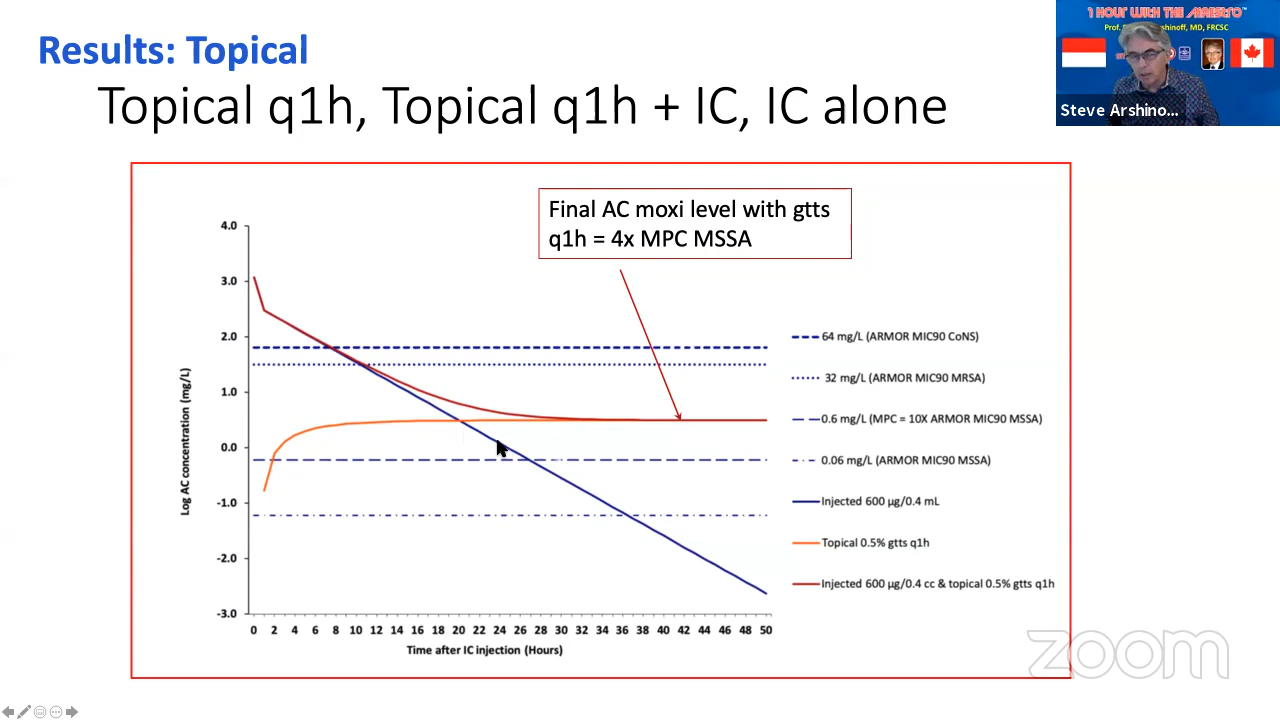 Results: Topical
Topical q1h, Topical q1h + IC, IC alone
1 HOUR WITH THE MAESTRO™
Steve Arshino...
Final AC moxi level with gtts
q1h = 4x MPC MSSA
4.0
3.0
2.0
1.0
0.0
-1.0
-2.0
-3.0
Log AC concentration (mg/L)
0 2 4 6 8 10 12 14 16 18 20 22 24 26 28 30 32 34 36 38 40 42 44 46 48 50
Time after IC injection (Hours)
64 mg/L (ARMOR MIC90 CoNS)
32 mg/L (ARMOR MIC90 MRSA)
0.6 mg/L (MPC = 10X ARMOR MIC90 MSSA)
0.06 mg/L (ARMOR MIC90 MSSA)
Injected 600 µg/0.4 mL
Topical 0.5% gtts q1h
Injected 600 µg/0.4 cc & topical 0.5% gtts q1h
zoom